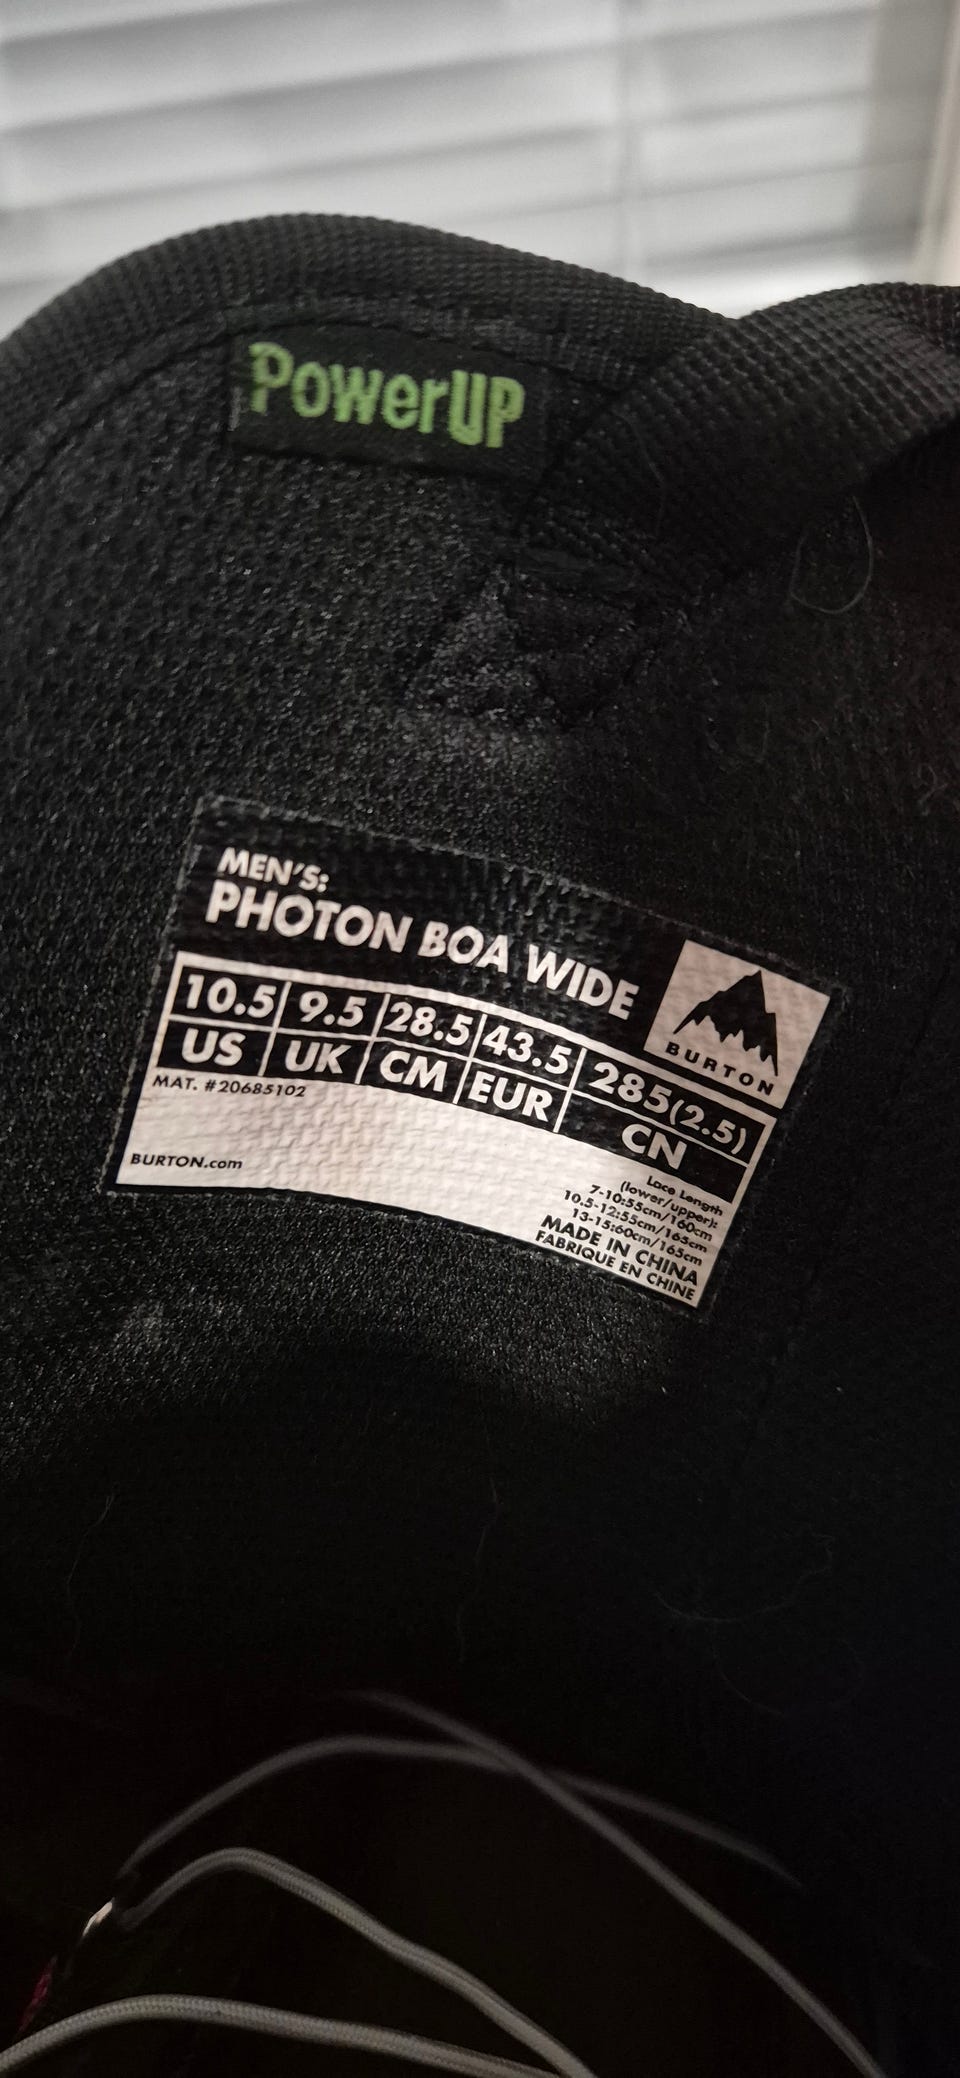 PowerUP
MEN'S:
PHOTON BOA WIDE
BURTON
10.5 9.5 28.5 43.5 285(2.5)
US UK CM EUR CN
MAT. #20685102
BURTON.com
Lace Length
(lower/upper):
7-10:55cm/160cm
10.5-12:55cm/165cm
13-15:60cm/165cm
MADE IN CHINA
FABRIQUE EN CHINE